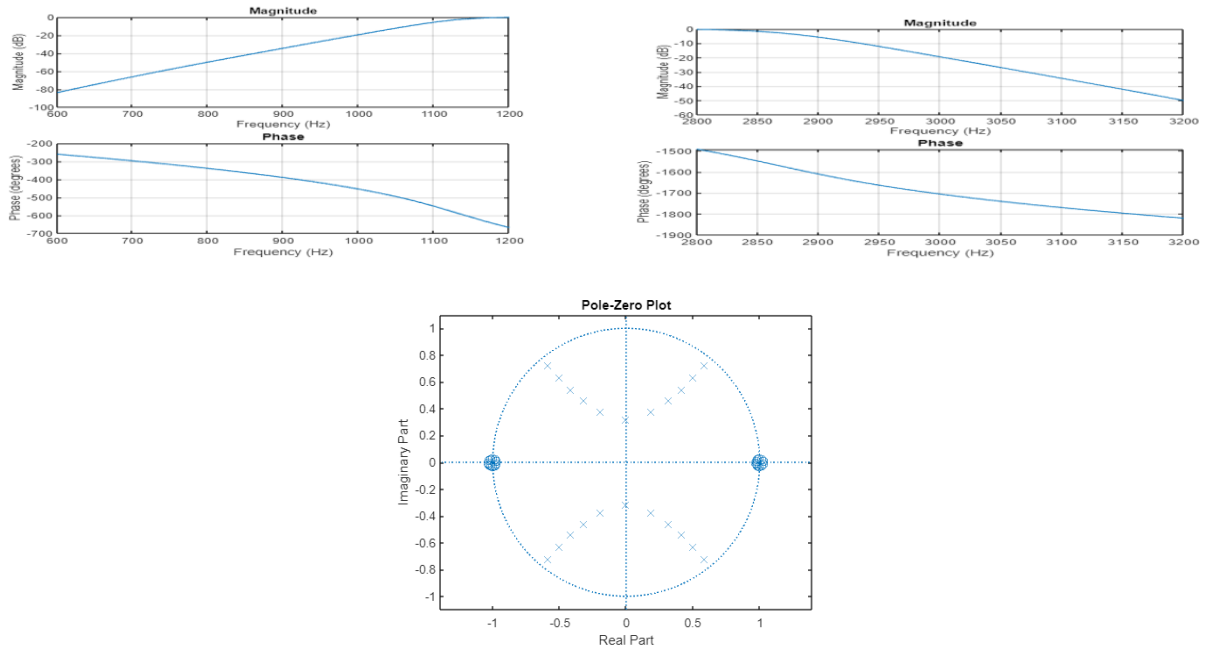 Magnitude
0
-20
-40
-60
-80
-100
Magnitude (dB)
600 700 800 900 1000 1100 1200
Frequency (Hz)
Phase
-200
-300
-400
-500
-600
-700
Phase (degrees)
600 700 800 900 1000 1100 1200
Frequency (Hz)
Magnitude
0
-10
-20
-30
-40
-50
-60
Magnitude (dB)
2800 2850 2900 2950 3000 3050 3100 3150 3200
Frequency (Hz)
Phase
-1500
-1600
-1700
-1800
-1900
Phase (degrees)
2800 2850 2900 2950 3000 3050 3100 3150 3200
Frequency (Hz)
Pole-Zero Plot
1
0.8
0.6
0.4
0.2
0
-0.2
-0.4
-0.6
-0.8
-1
Imaginary Part
-1 -0.5 0 0.5 1
Real Part